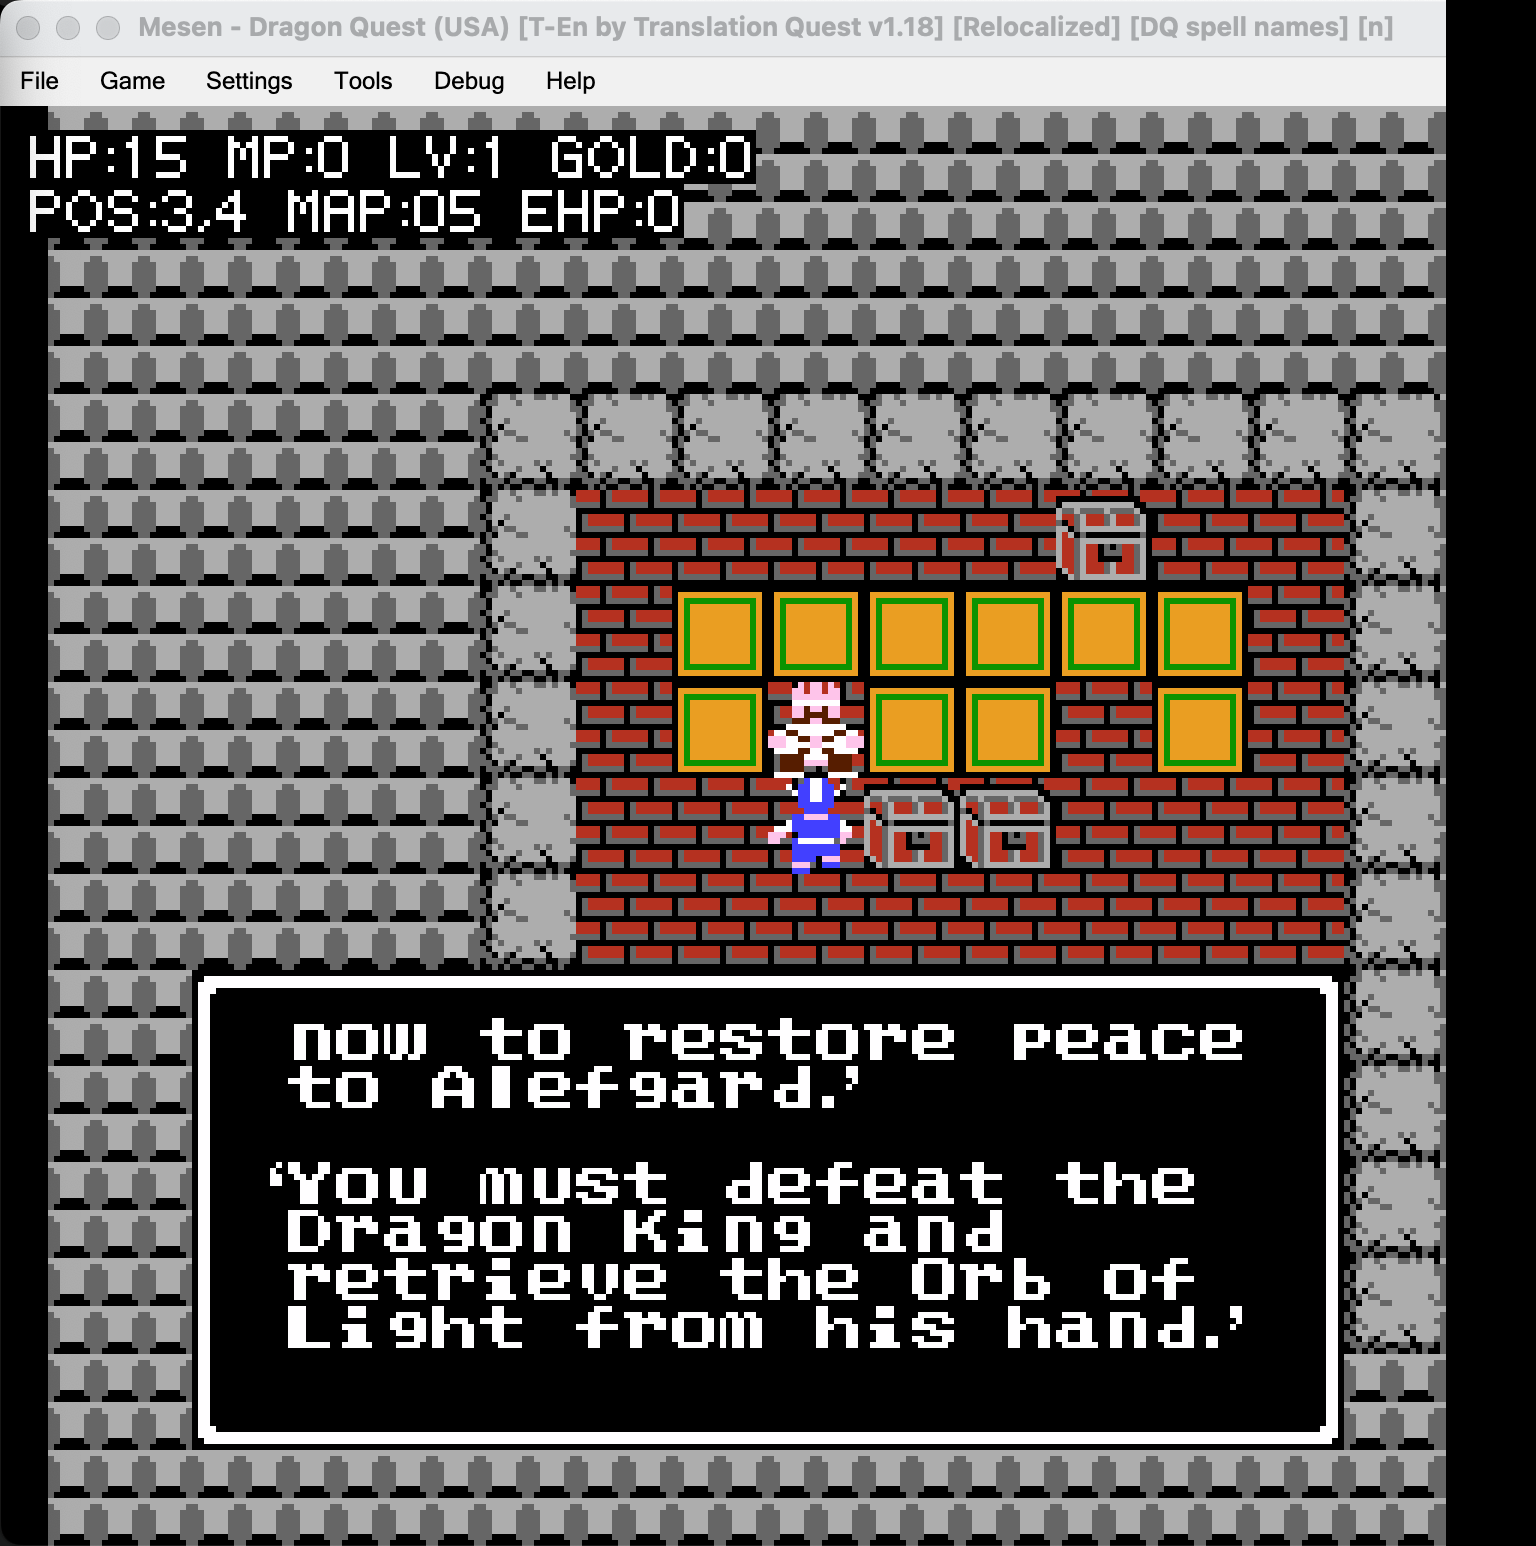 Mesen - Dragon Quest (USA) [T-En by Translation Quest v1.18] [Relocalized] [DQ spell names] [n]
File Game Settings Tools Debug Help
HP:15 MP:0 LV:1 GOLD:0
POS:3,4 MAP:05 EHP:0
now to restore peace
to Alefgard.’
‘You must defeat the
Dragon King and
retrieve the Orb of
Light from his hand.’